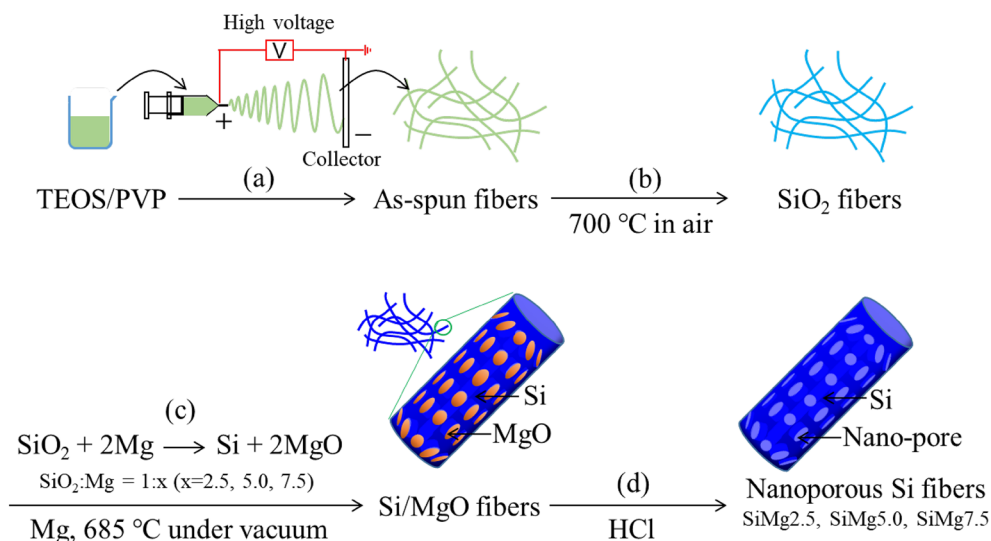 High voltage
V
+
−
Collector
(a)
(b)
TEOS/PVP
As-spun fibers
700 °C in air
SiO₂ fibers
(c)
SiO₂ + 2Mg ⟶ Si + 2MgO
SiO₂:Mg = 1:x (x=2.5, 5.0, 7.5)
Mg, 685 °C under vacuum
Si
MgO
Si/MgO fibers
(d)
HCl
Si
Nano-pore
Nanoporous Si fibers
SiMg2.5, SiMg5.0, SiMg7.5